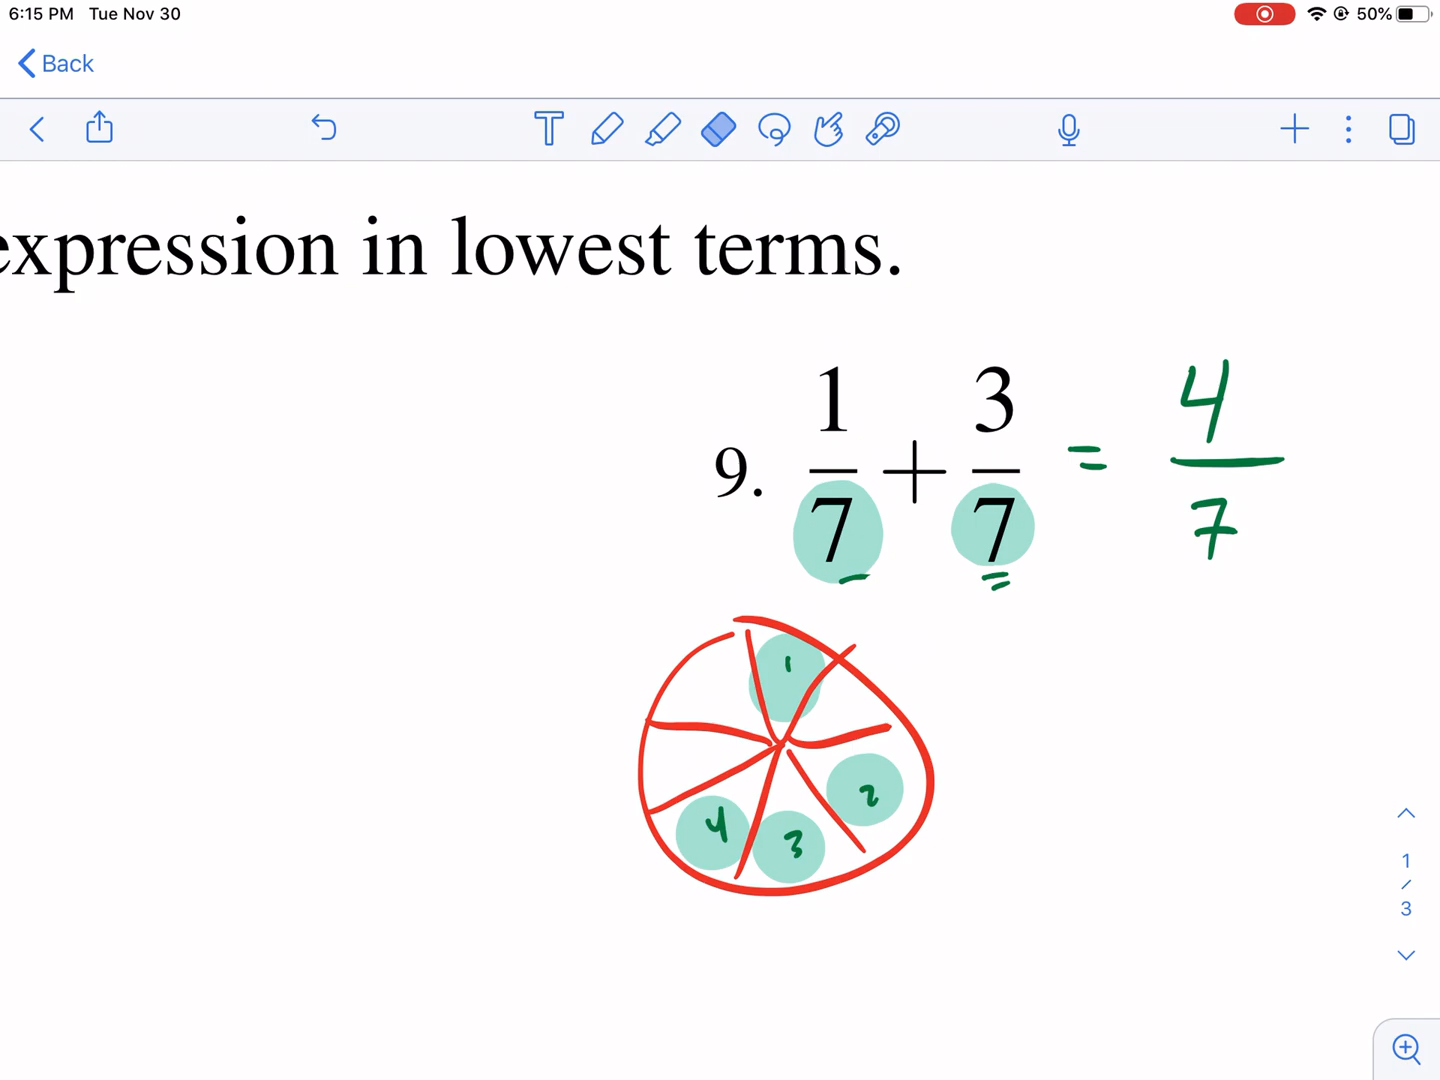 6:15 PM Tue Nov 30 50%
Back
expression in lowest terms.
9. 1/7 + 3/7 = 4/7
1
2
4 3
1
/
3